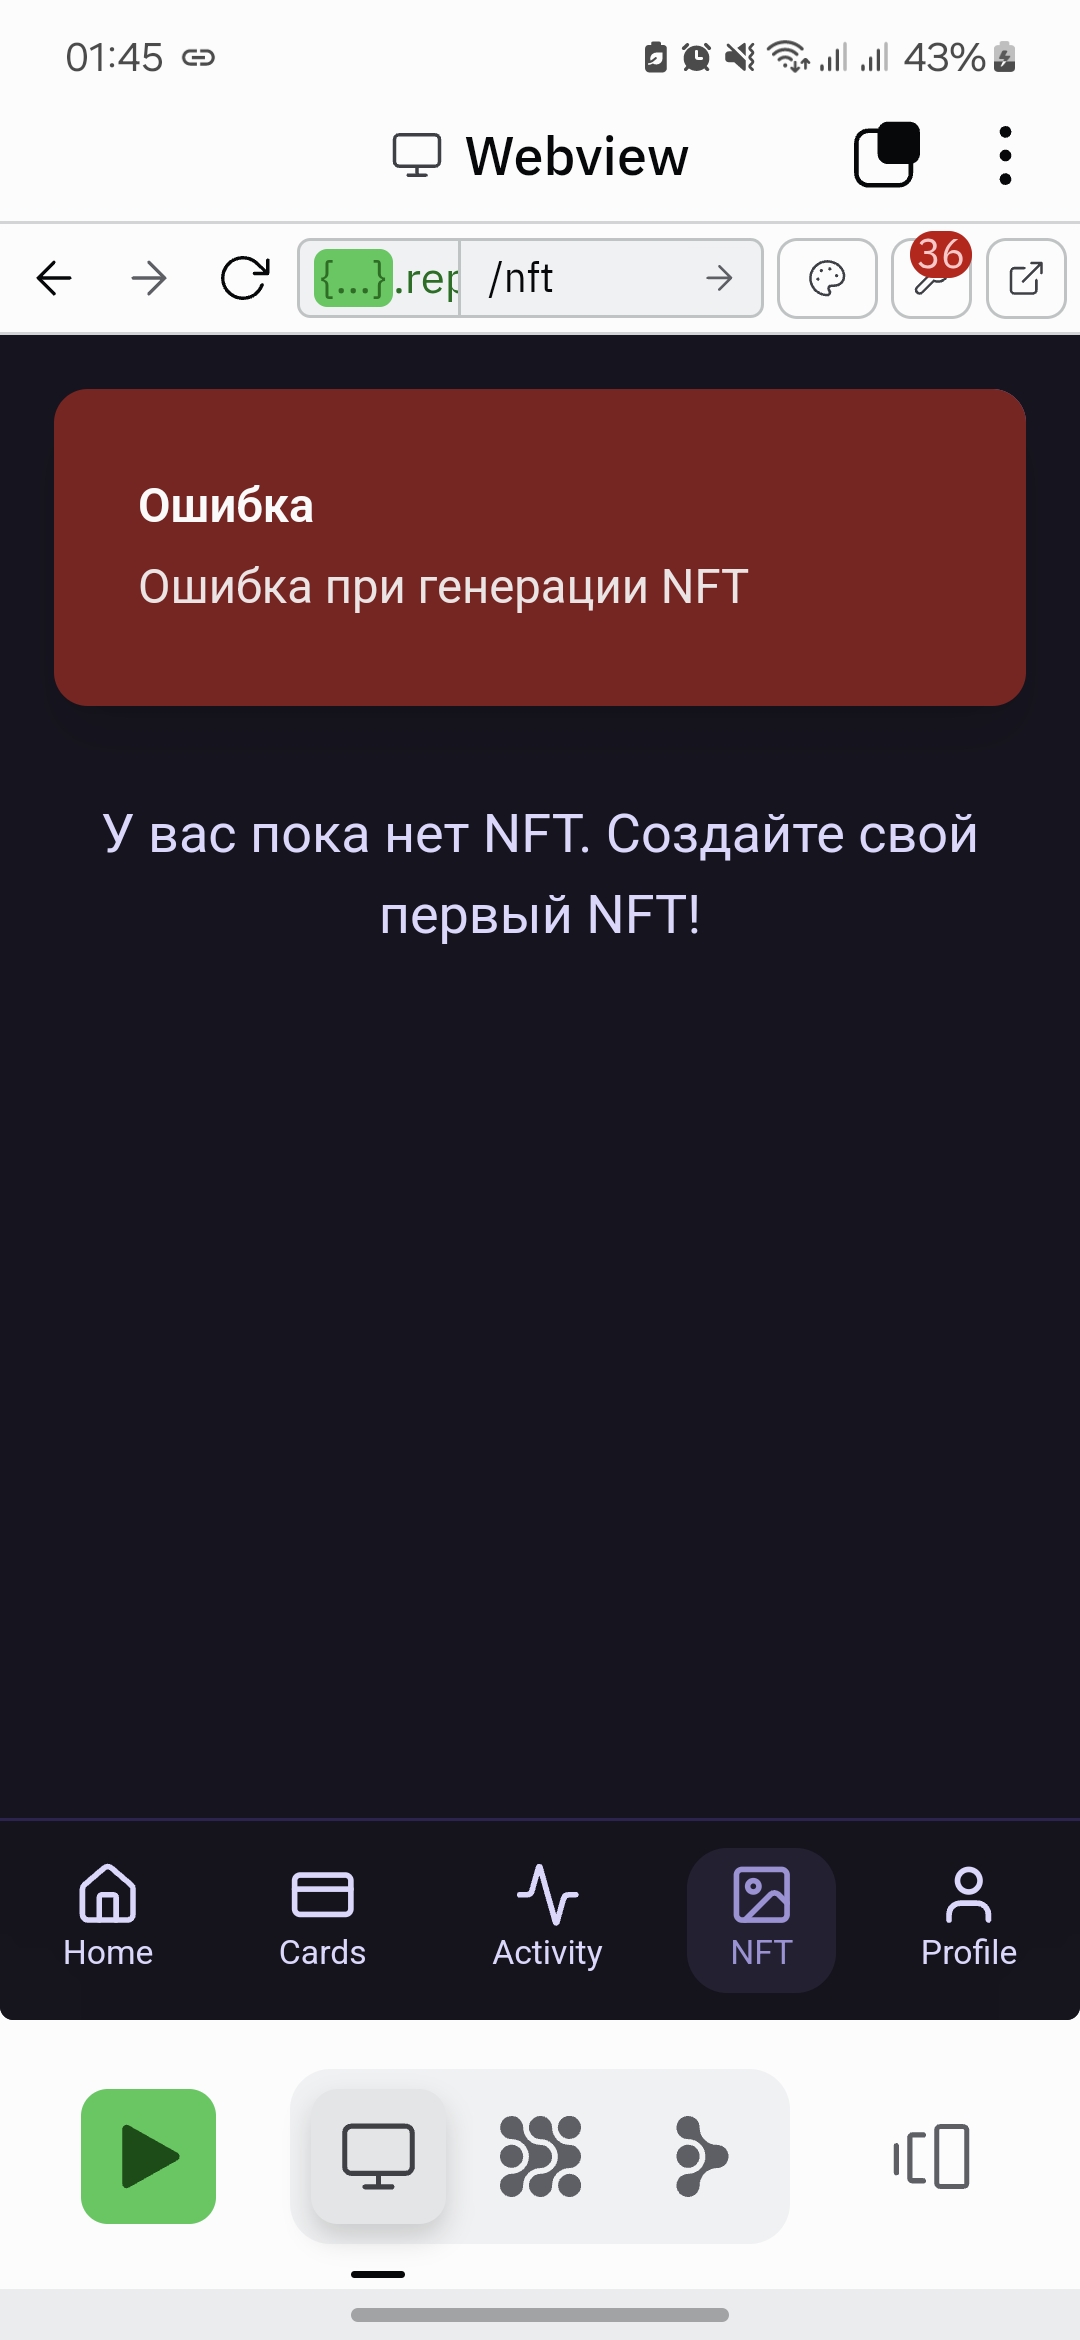 01:45
43%
Webview
{...}.rep
/nft
36
Ошибка
Ошибка при генерации NFT
У вас пока нет NFT. Создайте свой
первый NFT!
Home
Cards
Activity
NFT
Profile